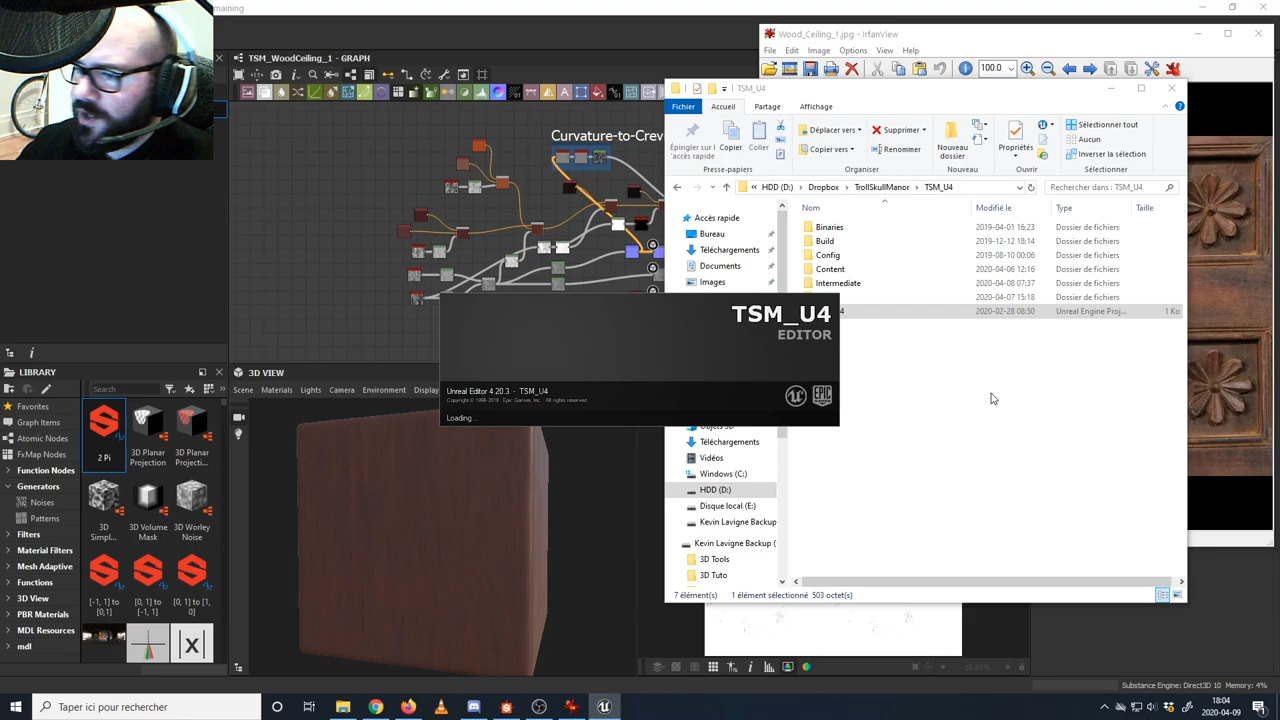 maining
TSM_WoodCeiling_1 - GRAPH
Curvature-to-Crev
Wood_Ceiling_1.jpg - IrfanView
File Edit Image Options View Help
100.0
TSM_U4
Fichier Accueil Partage Affichage
Épingler sur l'accès rapide
Copier
Coller
Déplacer vers
Copier vers
Supprimer
Renommer
Nouveau dossier
Propriétés
Sélectionner tout
Aucun
Inverser la sélection
Presse-papiers Organiser Nouveau Ouvrir Sélectionner
« HDD (D:) > Dropbox > TrollSkullManor > TSM_U4
Rechercher dans : TSM_U4
Nom Modifié le Type Taille
Binaries 2019-04-01 16:23 Dossier de fichiers
Build 2019-12-12 18:14 Dossier de fichiers
Config 2019-08-10 00:06 Dossier de fichiers
Content 2020-04-06 12:16 Dossier de fichiers
Intermediate 2020-04-08 07:37 Dossier de fichiers
2020-04-07 15:18 Dossier de fichiers
4 2020-02-28 08:50 Unreal Engine Proj... 1 Ko
Accès rapide
Bureau
Téléchargements
Documents
Images
Téléchargements
Vidéos
Windows (C:)
HDD (D:)
Disque local (E:)
Kevin Lavigne Backup
Kevin Lavigne Backup (
3D Tools
3D Tuto
7 élément(s) 1 élément sélectionné 503 octet(s)
TSM_U4
EDITOR
Unreal Editor 4.20.3 - TSM_U4
Copyright © 1998-2018 Epic Games, Inc. All rights reserved.
Loading...
LIBRARY
Search
Favorites
Graph Items
Atomic Nodes
FxMap Nodes
Function Nodes
Generators
Noises
Patterns
Filters
Material Filters
Mesh Adaptive
Functions
3D View
PBR Materials
MDL Resources
mdl
2 Pi
3D Planar Projection
3D Planar Projecti...
3D Simpl...
3D Volume Mask
3D Worley Noise
[-1, 1] to [0,1]
[0, 1] to [-1, 1]
[0,1] to [1, 0]
|X|
3D VIEW
Scene Materials Lights Camera Environment Display
Substance Engine: Direct3D 10 Memory: 4%
Taper ici pour rechercher
18:04
2020-04-09